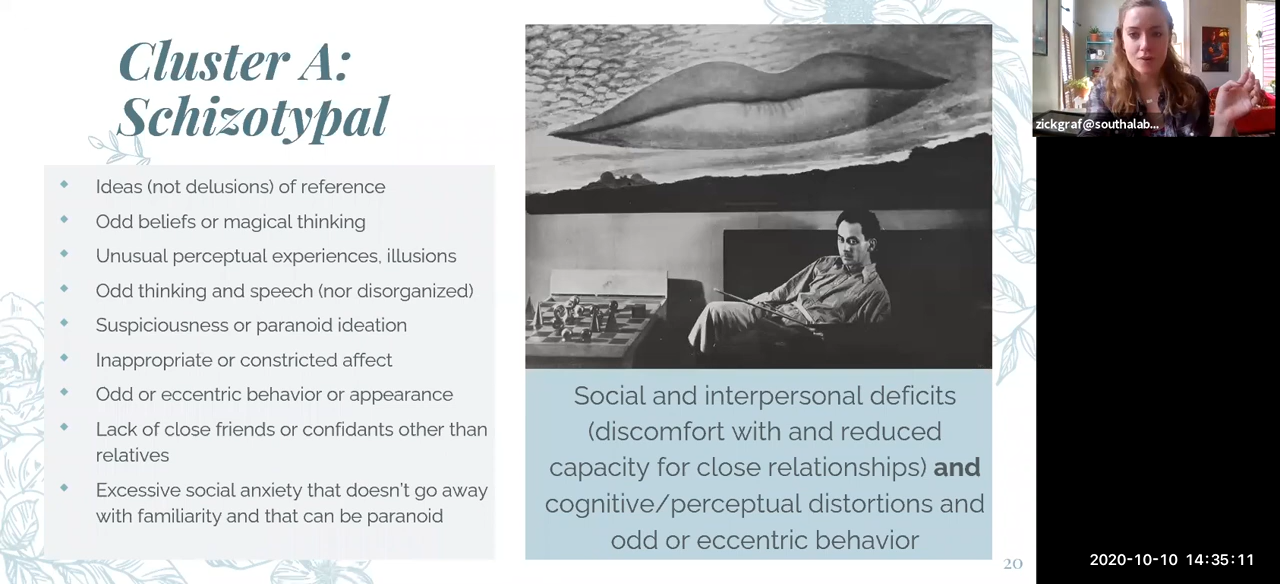 Cluster A:
Schizotypal
Ideas (not delusions) of reference
Odd beliefs or magical thinking
Unusual perceptual experiences, illusions
Odd thinking and speech (nor disorganized)
Suspiciousness or paranoid ideation
Inappropriate or constricted affect
Odd or eccentric behavior or appearance
Lack of close friends or confidants other than
relatives
Excessive social anxiety that doesn't go away
with familiarity and that can be paranoid
Social and interpersonal deficits
(discomfort with and reduced
capacity for close relationships) and
cognitive/perceptual distortions and
odd or eccentric behavior
20
zickgraf@southalab...
2020-10-10 14:35:11